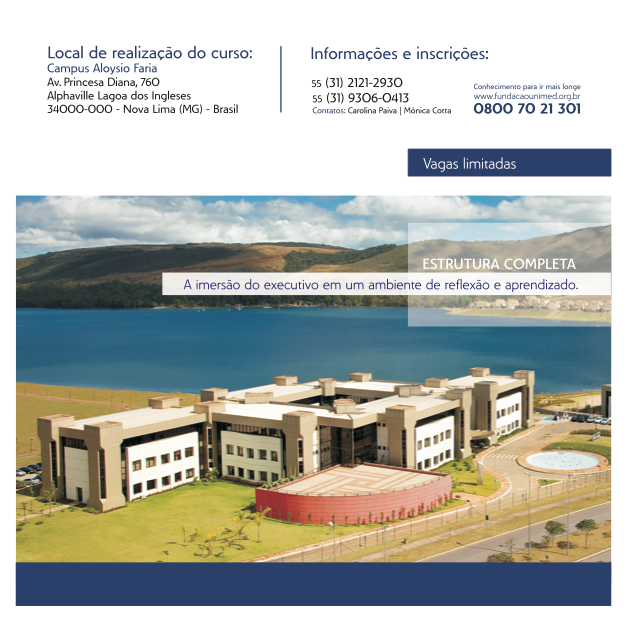 Local de realização do curso:
Campus Aloysio Faria
Av. Princesa Diana, 760
Alphaville Lagoa dos Ingleses
34000-000 - Nova Lima (MG) - Brasil
Informações e inscrições:
55 (31) 2121-2930
55 (31) 9306-0413
Contatos: Carolina Paiva | Mônica Cotta
Conhecimento para ir mais longe
www.fundacaounimed.org.br
0800 70 21 301
Vagas limitadas
ESTRUTURA COMPLETA
A imersão do executivo em um ambiente de reflexão e aprendizado.